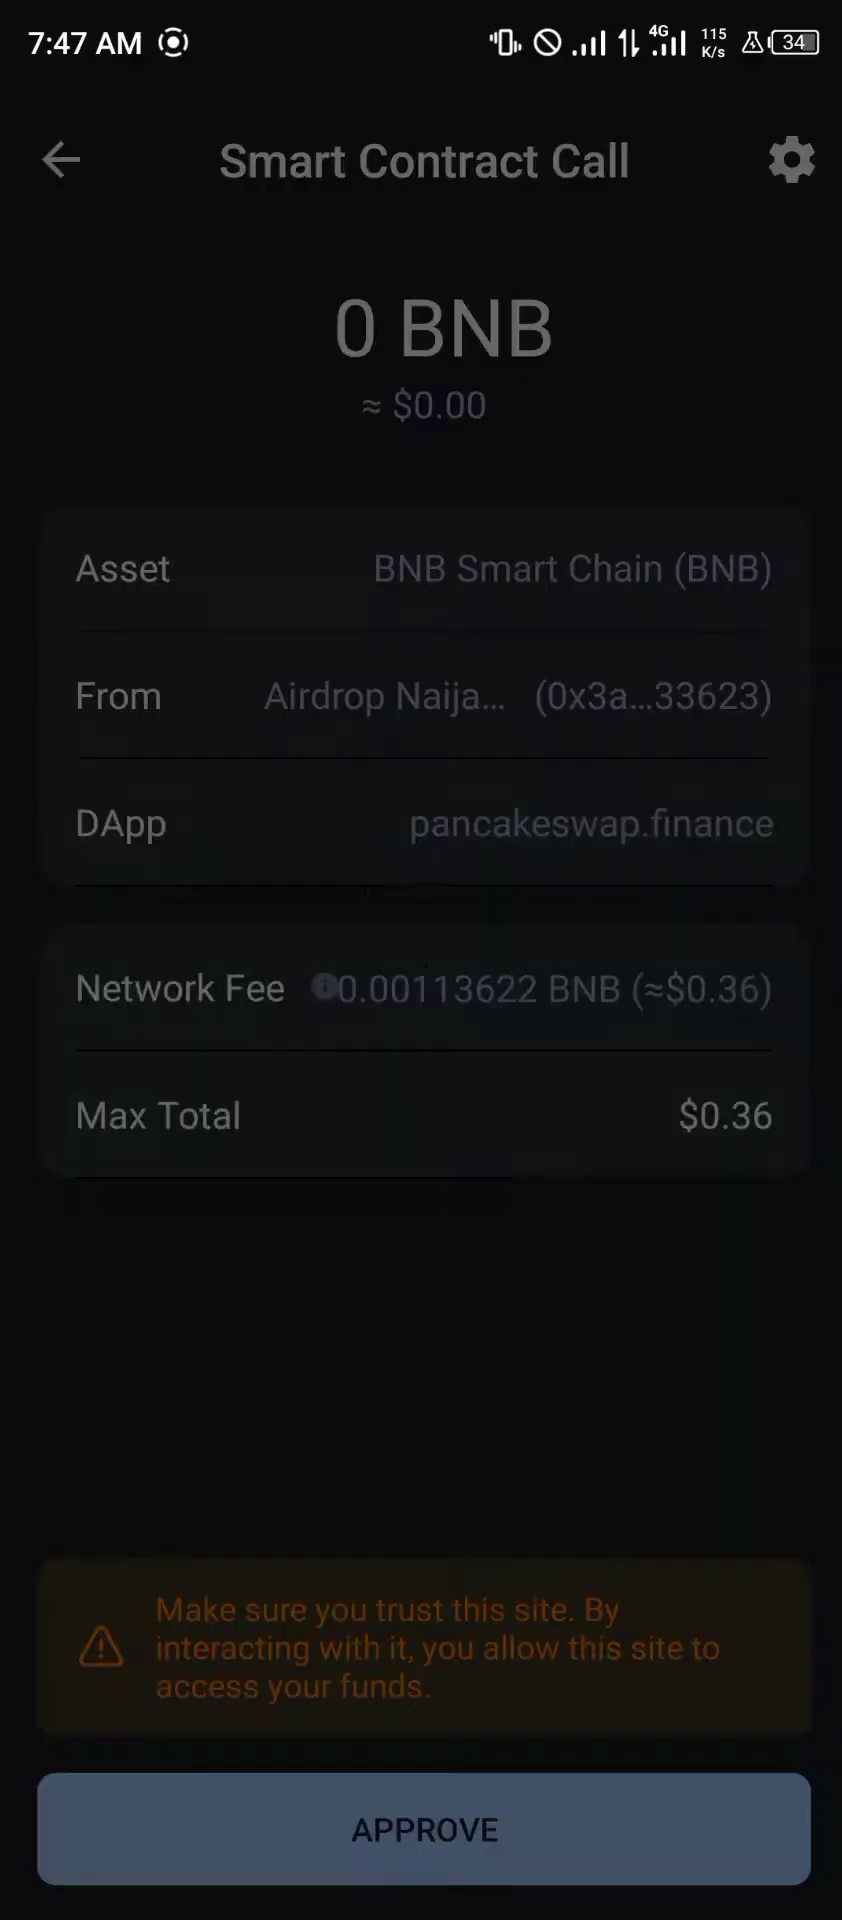 7:47 AM 4G 115 K/s 34
Smart Contract Call
0 BNB
≈ $0.00
Asset BNB Smart Chain (BNB)
From Airdrop Naija... (0x3a...33623)
DApp pancakeswap.finance
Network Fee 0.00113622 BNB (≈$0.36)
Max Total $0.36
Make sure you trust this site. By
interacting with it, you allow this site to
access your funds.
APPROVE